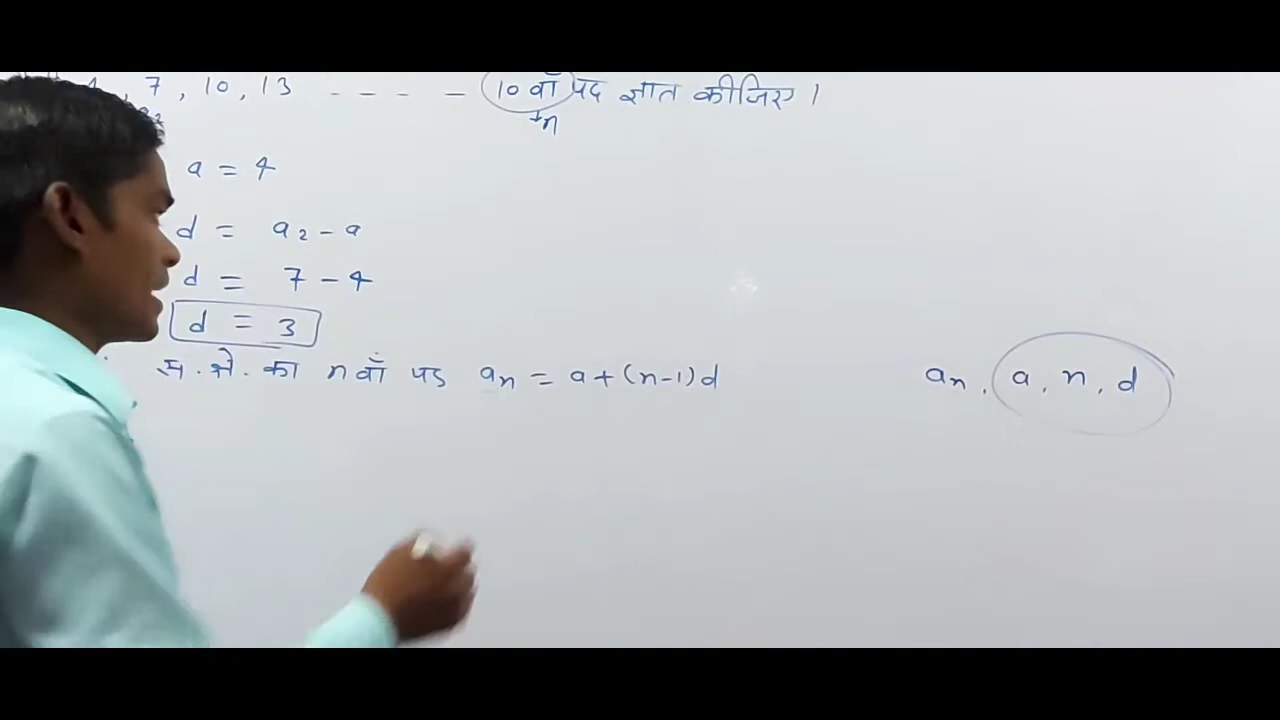 , 7, 10, 13 - - - - 10 वाँ पद ज्ञात कीजिए।
n
a = 4
d = a₂ - a
d = 7 - 4
d = 3
स. श्रे. का n वाँ पद aₙ = a + (n-1)d
aₙ, a, n, d